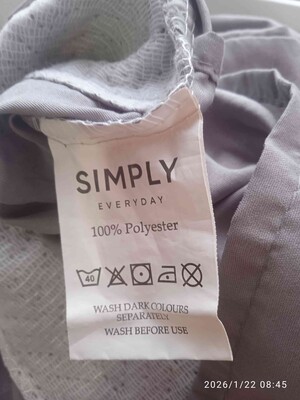 SIMPLY
EVERYDAY
100% Polyester
40
WASH DARK COLOURS
SEPARATELY
WASH BEFORE USE
2026/1/22 08:45